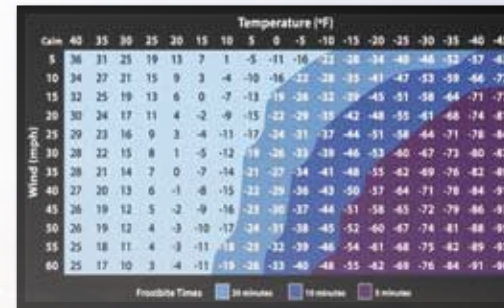 Temperature (°F)
Calm 40 35 30 25 20 15 10 5 0 -5 -10 -15 -20 -25 -30 -35 -40
5 36 31 25 19 13 7 1 -5 -11 -16 -22 -28 -34 -40 -46 -52 -57
10 34 27 21 15 9 3 -4 -10 -16 -22 -28 -35 -41 -47 -53 -59 -66
15 32 25 19 13 6 0 -7 -13 -19 -26 -32 -39 -45 -51 -58 -64 -71
20 30 24 17 11 4 -2 -9 -15 -22 -29 -35 -42 -48 -55 -61 -68 -74
25 29 23 16 9 3 -4 -11 -17 -24 -31 -37 -44 -51 -58 -64 -71 -78
30 28 22 15 8 1 -5 -12 -19 -26 -33 -39 -46 -53 -60 -67 -73 -80
35 28 21 14 7 0 -7 -14 -21 -27 -34 -41 -48 -55 -62 -69 -76 -82
40 27 20 13 6 -1 -8 -15 -22 -29 -36 -43 -50 -57 -64 -71 -78 -84
45 26 19 12 5 -2 -9 -16 -23 -30 -37 -44 -51 -58 -65 -72 -79 -86
50 26 19 12 4 -3 -10 -17 -24 -31 -38 -45 -52 -60 -67 -74 -81 -88
55 25 18 11 4 -3 -11 -18 -25 -32 -39 -46 -54 -61 -68 -75 -82 -89
60 25 17 10 3 -4 -11 -19 -26 -33 -40 -48 -55 -62 -69 -76 -84 -91
Wind (mph)
Frostbite Times 30 minutes 10 minutes 5 minutes